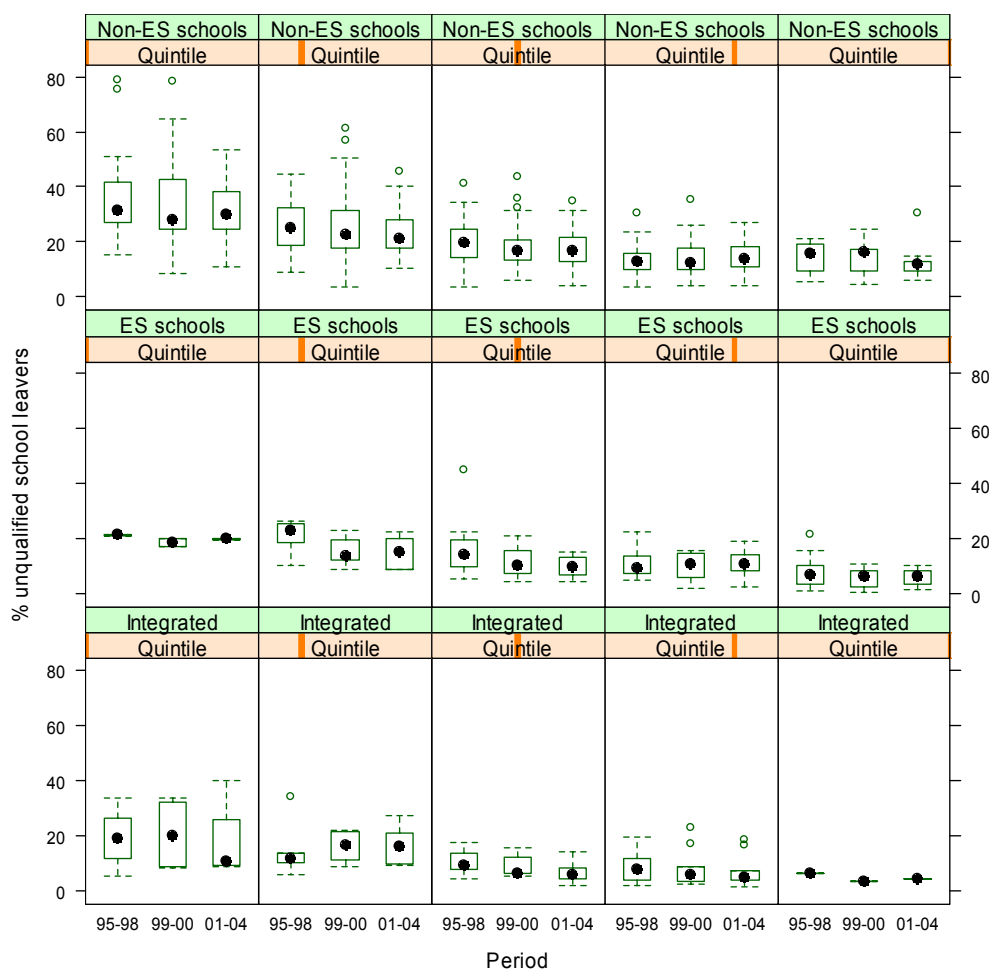 Non-ES schools Non-ES schools Non-ES schools Non-ES schools Non-ES schools
Quintile Quintile Quintile Quintile Quintile
80
60
40
20
0
ES schools ES schools ES schools ES schools ES schools
Quintile Quintile Quintile Quintile Quintile
80
60
40
20
0
% unqualified school leavers
Integrated Integrated Integrated Integrated Integrated
Quintile Quintile Quintile Quintile Quintile
80
60
40
20
0
95-98 99-00 01-04 95-98 99-00 01-04 95-98 99-00 01-04 95-98 99-00 01-04 95-98 99-00 01-04
Period